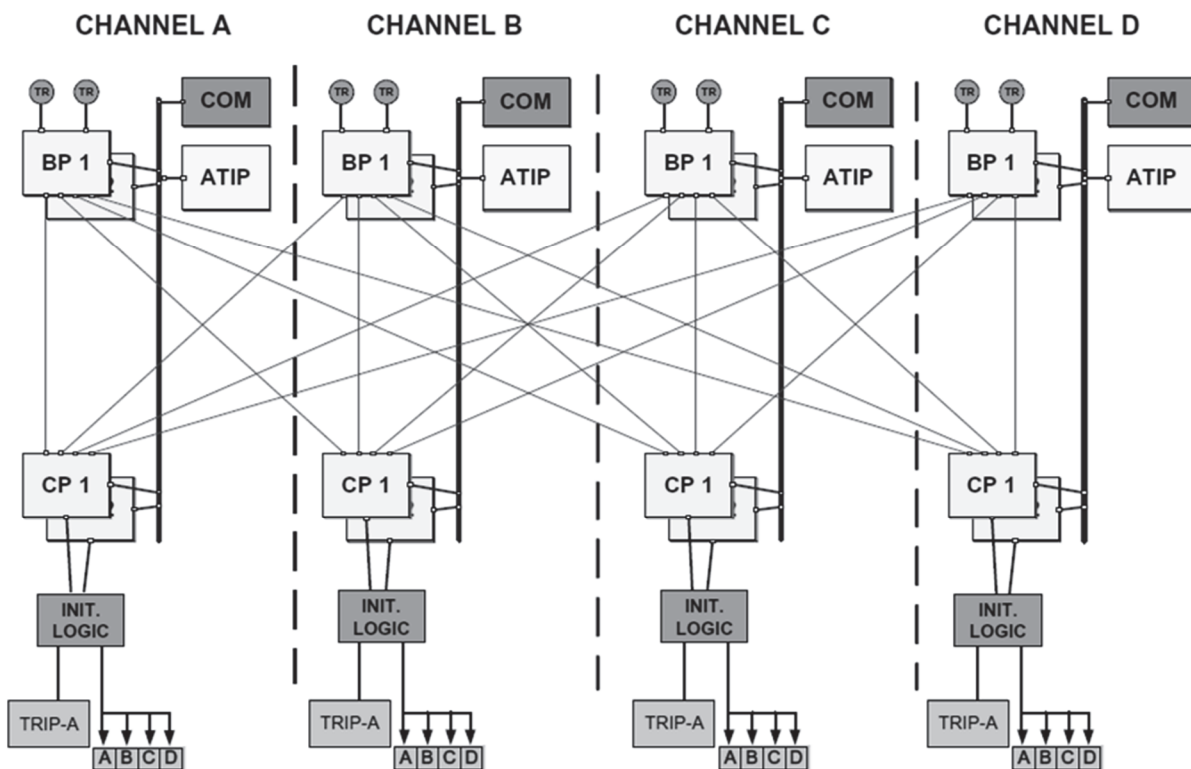 CHANNEL A CHANNEL B CHANNEL C CHANNEL D
TR TR COM TR TR COM TR TR COM TR TR COM
BP 1 ATIP BP 1 ATIP BP 1 ATIP BP 1 ATIP
CP 1 CP 1 CP 1 CP 1
INIT. INIT. INIT. INIT.
LOGIC LOGIC LOGIC LOGIC
TRIP-A TRIP-A TRIP-A TRIP-A
A B C D A B C D A B C D A B C D